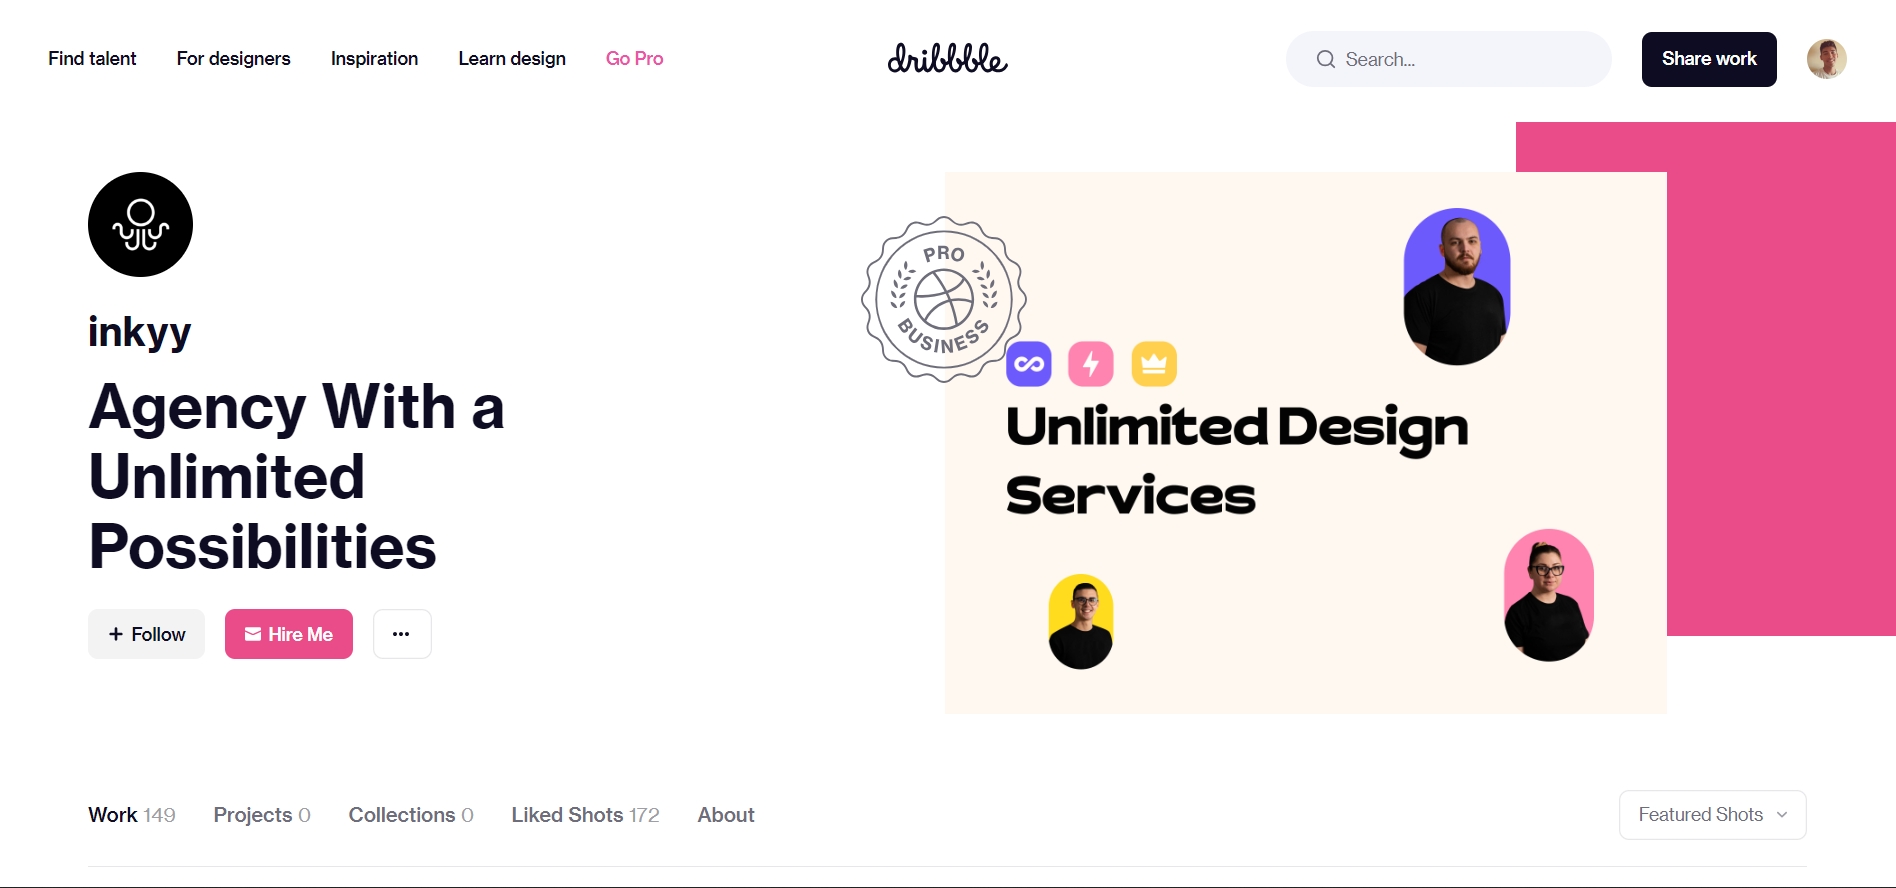 Find talent For designers Inspiration Learn design Go Pro dribbble Search... Share work
inkyy
Agency With a
Unlimited
Possibilities
+ Follow Hire Me ...
PRO
BUSINESS
Unlimited Design
Services
Work 149 Projects 0 Collections 0 Liked Shots 172 About Featured Shots